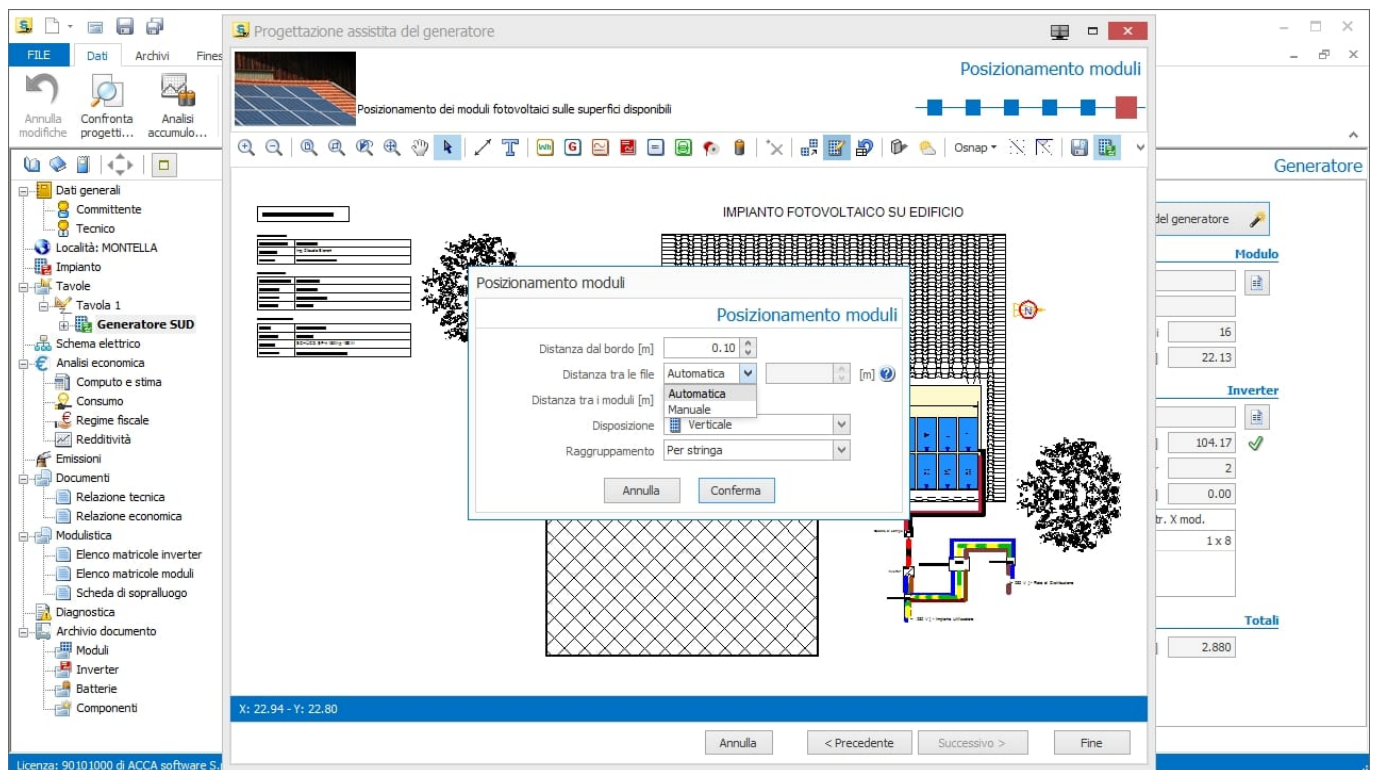 FILE
Dati
Archivi
Fines
Annulla modifiche
Confronta progetti...
Analisi accumulo...
Dati generali
Committente
Tecnico
Località: MONTELLA
Impianto
Tavole
Tavola 1
Generatore SUD
Schema elettrico
Analisi economica
Computo e stima
Consumo
Regime fiscale
Redditività
Emissioni
Documenti
Relazione tecnica
Relazione economica
Modulistica
Elenco matricole inverter
Elenco matricole moduli
Scheda di sopralluogo
Diagnostica
Archivio documento
Moduli
Inverter
Batterie
Componenti
Licenza: 90101000 di ACCA software S.
Progettazione assistita del generatore
Posizionamento moduli
Posizionamento dei moduli fotovoltaici sulle superfici disponibili
Osnap
IMPIANTO FOTOVOLTAICO SU EDIFICIO
N
Posizionamento moduli
Posizionamento moduli
Distanza dal bordo [m] 0.10
Distanza tra le file Automatica [m]
Automatica
Manuale
Distanza tra i moduli [m]
Disposizione Verticale
Raggruppamento Per stringa
Annulla Conferma
X: 22.94 - Y: 22.80
Annulla < Precedente Successivo > Fine
Generatore
del generatore
Modulo
16
22.13
Inverter
104.17
2
0.00
tr. X mod.
1 x 8
Totali
2.880